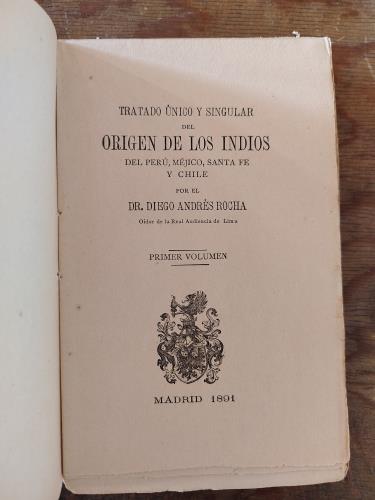 TRATADO ÚNICO Y SINGULAR
DEL
ORIGEN DE LOS INDIOS
DEL PERÚ, MÉJICO, SANTA FE
Y CHILE
POR EL
DR. DIEGO ANDRÉS ROCHA
Oidor de la Real Audiencia de Lima
PRIMER VOLUMEN
MADRID 1891